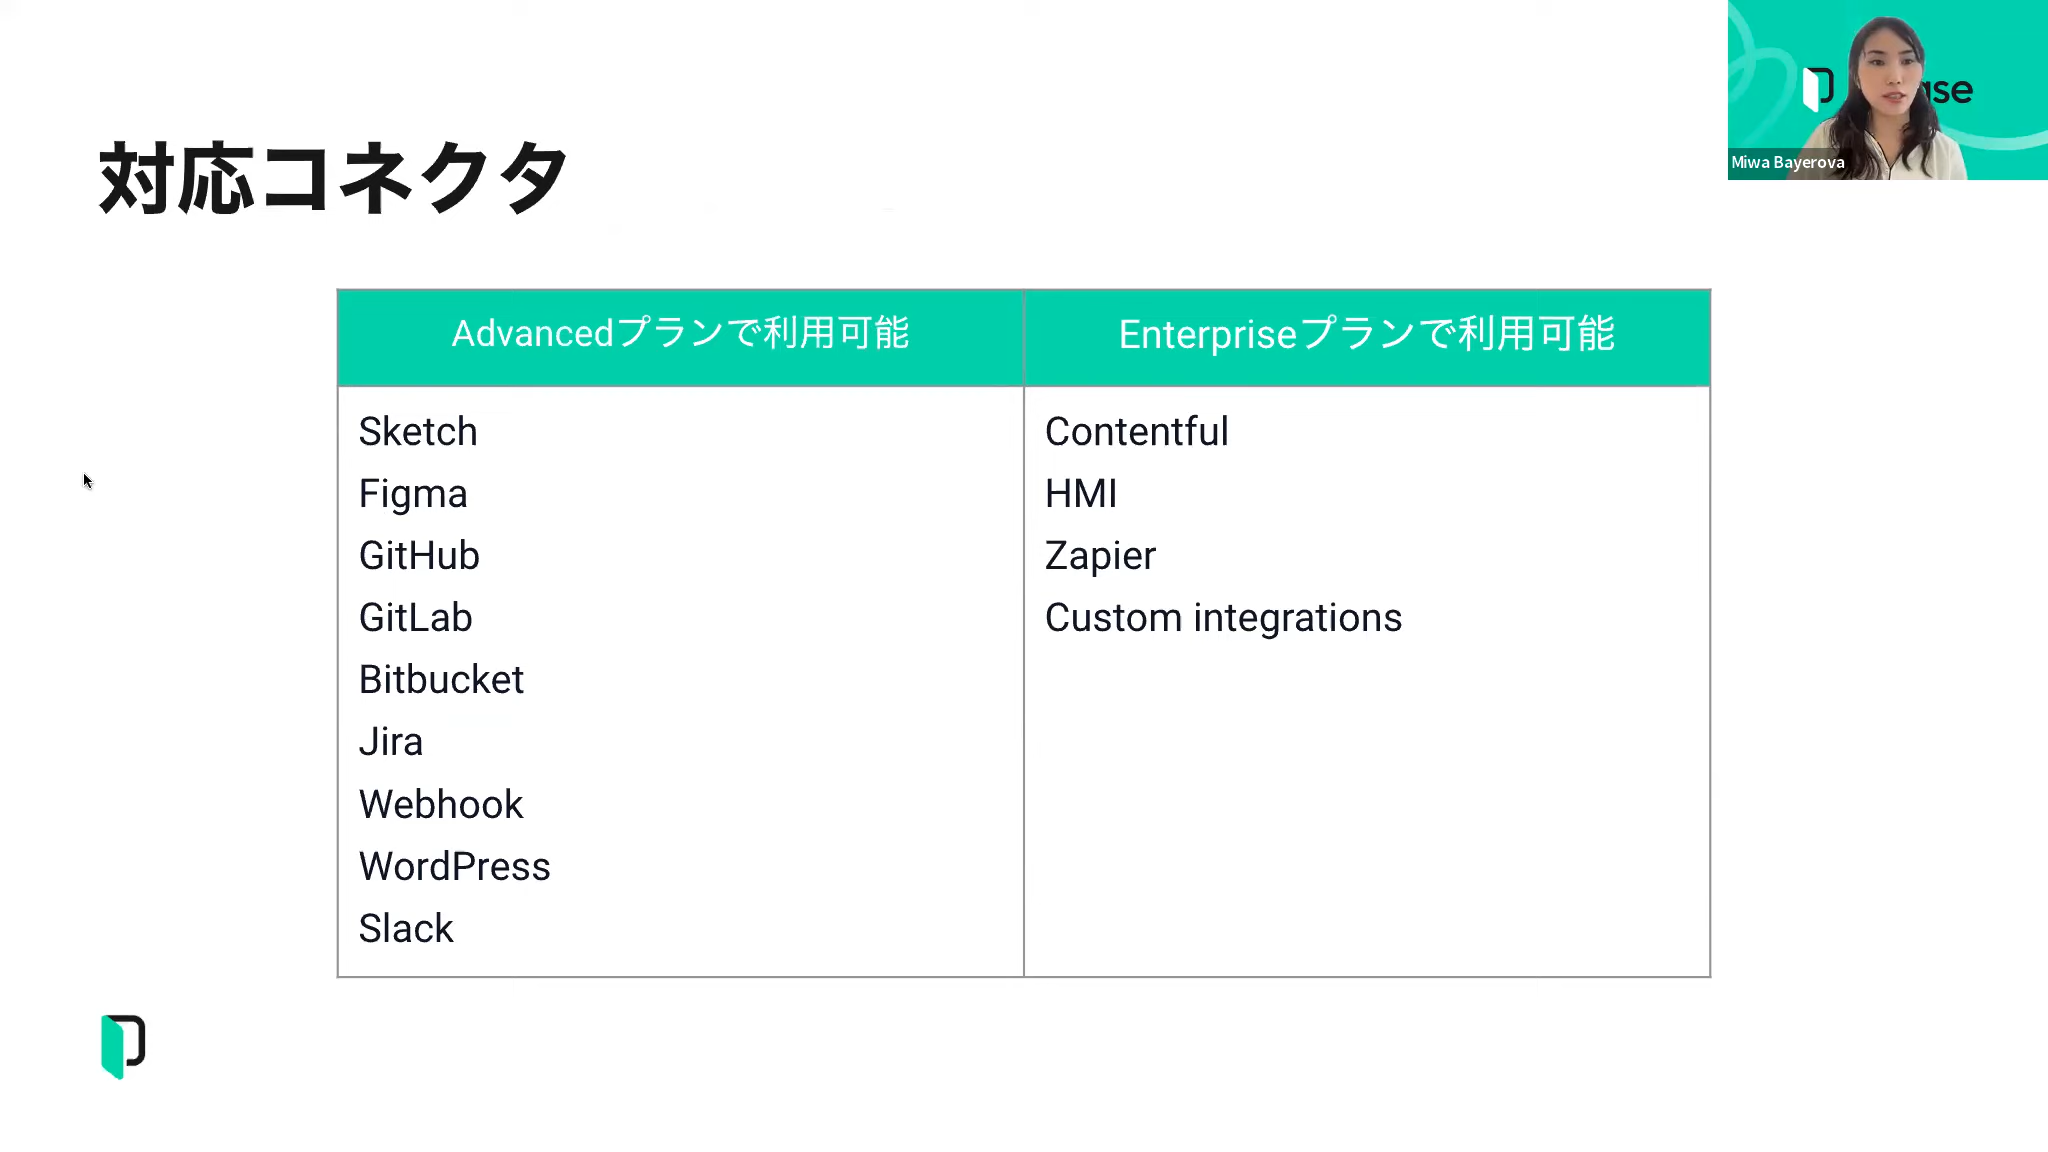 対応コネクタ
Miwa Bayerova
Advancedプランで利用可能
Enterpriseプランで利用可能
Sketch
Figma
GitHub
GitLab
Bitbucket
Jira
Webhook
WordPress
Slack
Contentful
HMI
Zapier
Custom integrations